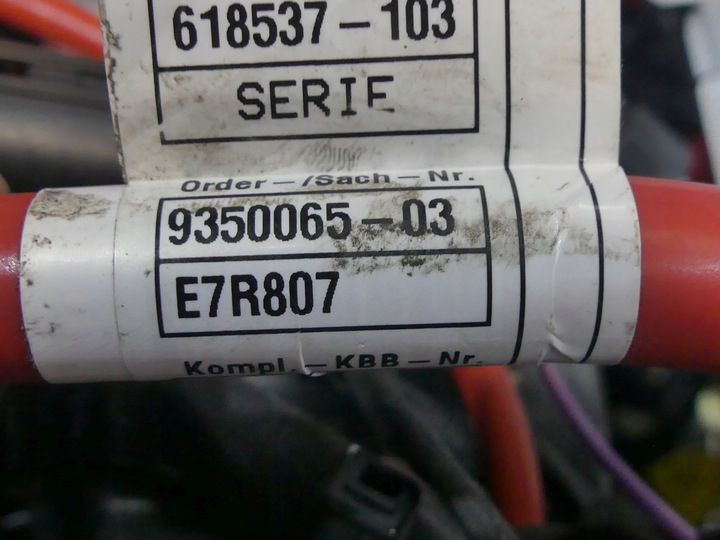 618537-103
SERIE
Order-/Sach-Nr.
9350065-03
E7R807
Kompl.-KBB-Nr.